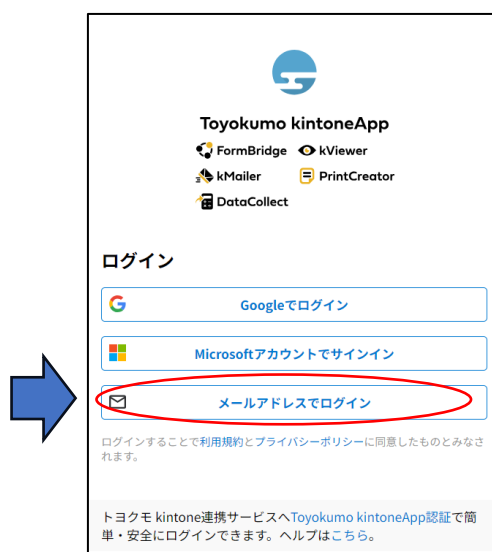 Toyokumo kintoneApp
FormBridge kViewer
kMailer PrintCreator
DataCollect
ログイン
Googleでログイン
Microsoftアカウントでサインイン
メールアドレスでログイン
ログインすることで利用規約とプライバシーポリシーに同意したものとみなさ
れます。
トヨクモ kintone連携サービスへToyokumo kintoneApp認証で簡
単・安全にログインできます。ヘルプはこちら。